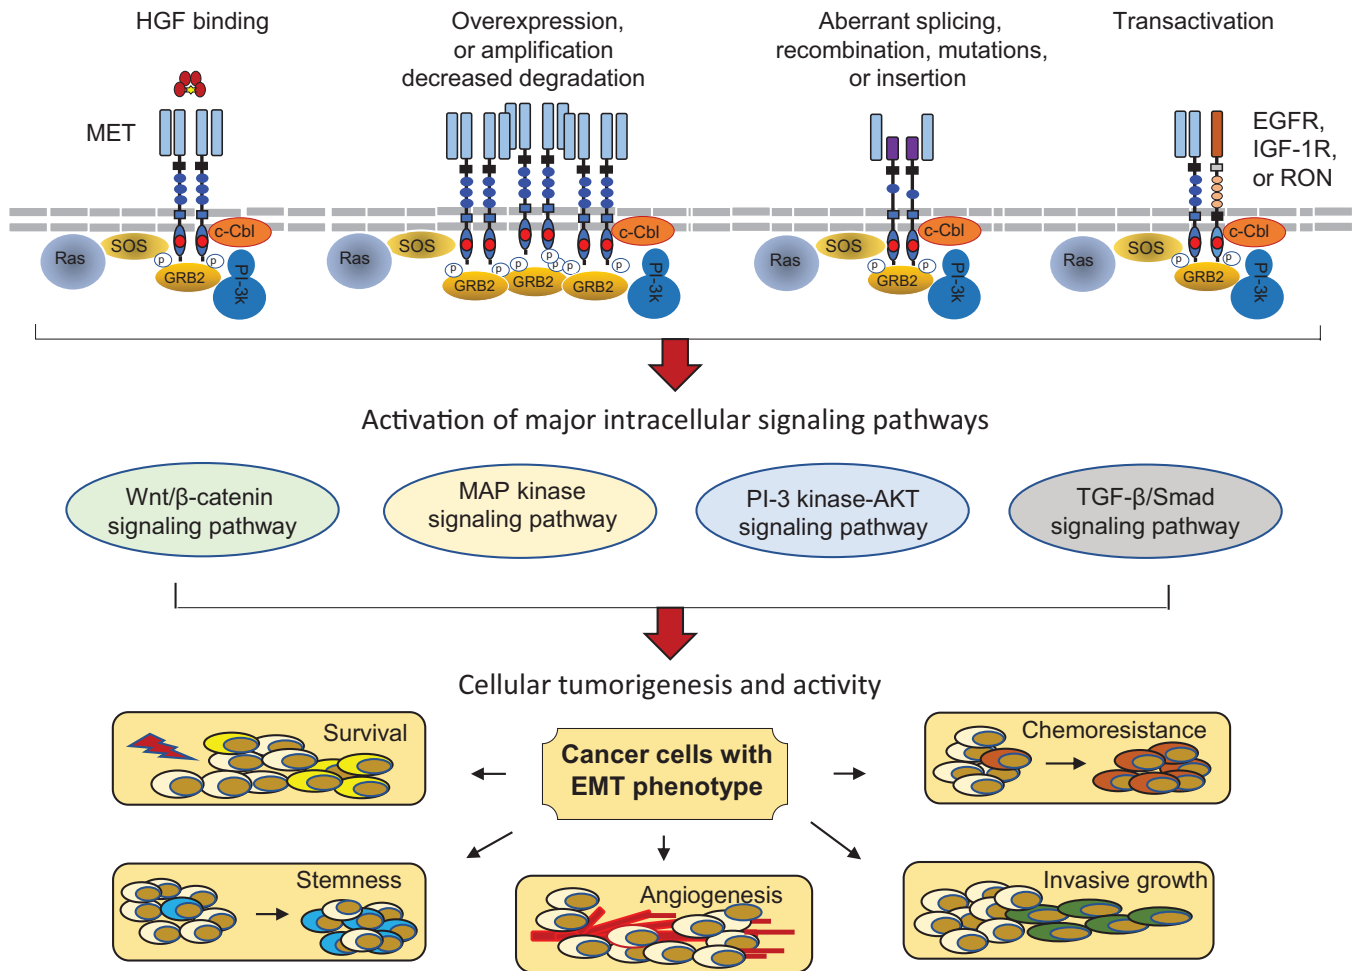 HGF binding
Overexpression,
or amplification
decreased degradation
Aberrant splicing,
recombination, mutations,
or insertion
Transactivation
MET
EGFR,
IGF-1R,
or RON
Ras
SOS
c-Cbl
P
P
GRB2
PI-3k
Ras
SOS
c-Cbl
P
P
P
P
P
P
GRB2
GRB2
GRB2
PI-3k
Ras
SOS
c-Cbl
P
P
GRB2
PI-3k
Ras
SOS
c-Cbl
P
P
GRB2
PI-3k
Activation of major intracellular signaling pathways
Wnt/β-catenin
signaling pathway
MAP kinase
signaling pathway
PI-3 kinase-AKT
signaling pathway
TGF-β/Smad
signaling pathway
Cellular tumorigenesis and activity
Survival
Cancer cells with
EMT phenotype
Chemoresistance
Stemness
Angiogenesis
Invasive growth